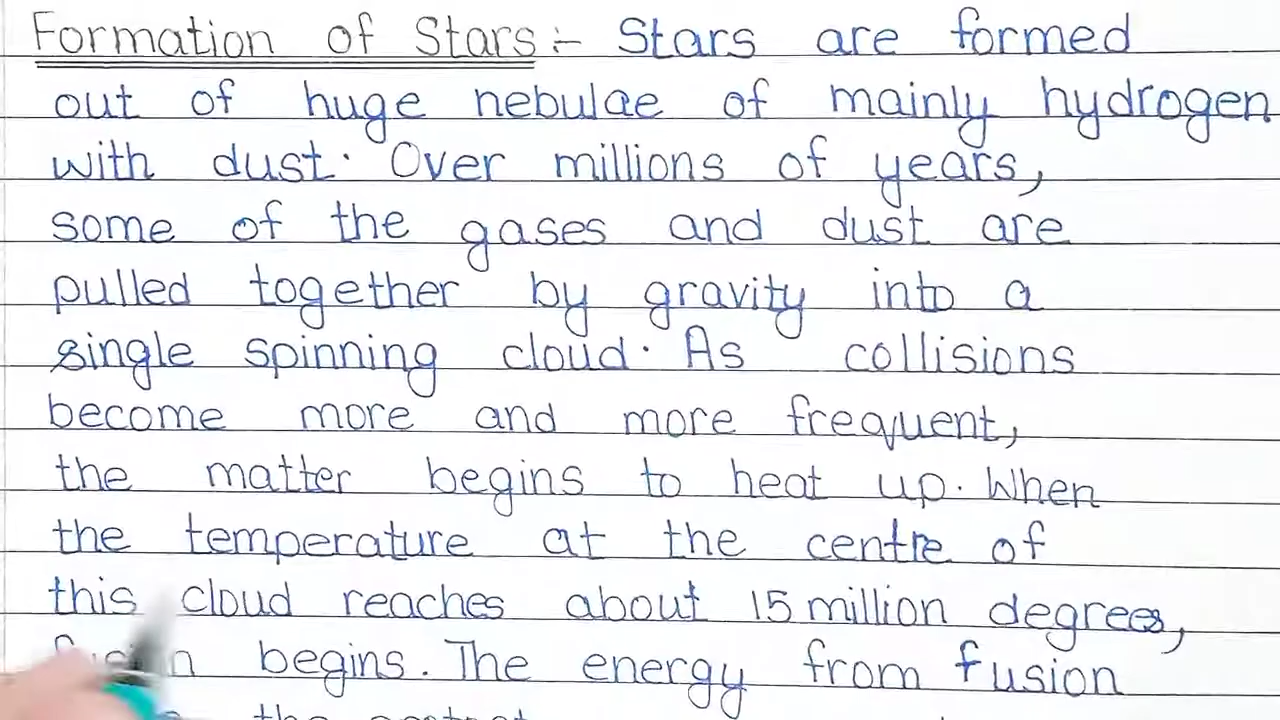 Formation of Stars:- Stars are formed
out of huge nebulae of mainly hydrogen
with dust. Over millions of years,
some of the gases and dust are
pulled together by gravity into a
single spinning cloud. As collisions
become more and more frequent,
the matter begins to heat up. When
the temperature at the centre of
this cloud reaches about 15 million degrees,
begins. The energy from fusion
the